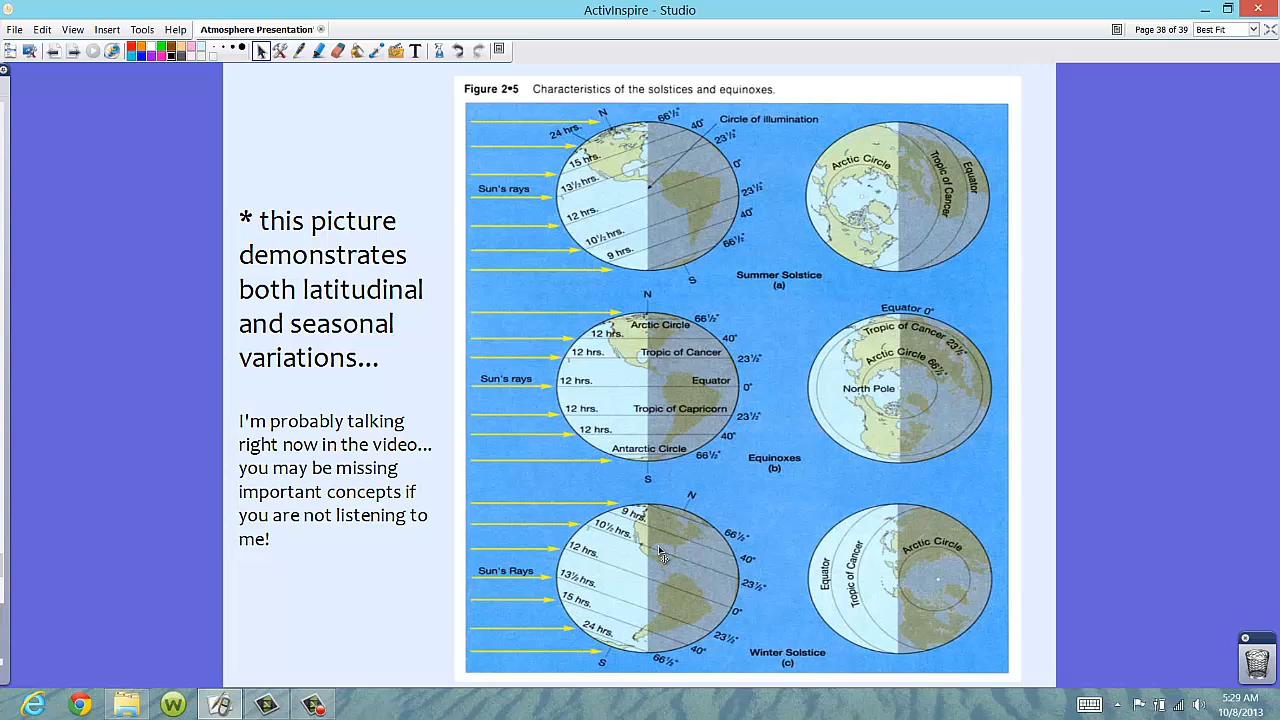 ActivInspire - Studio
File Edit View Insert Tools Help Atmosphere Presentation* Page 38 of 39 Best Fit
Figure 2•5 Characteristics of the solstices and equinoxes.
* this picture
demonstrates
both latitudinal
and seasonal
variations...
I'm probably talking
right now in the video...
you may be missing
important concepts if
you are not listening to
me!
N
66½°
40°
23½°
0°
23½°
40°
66½°
S
24 hrs.
15 hrs.
13½ hrs.
12 hrs.
10½ hrs.
9 hrs.
Sun's rays
Circle of illumination
Arctic Circle
Tropic of Cancer
Equator
Summer Solstice
(a)
N
66½°
40°
23½°
0°
23½°
40°
66½°
S
Arctic Circle
12 hrs.
12 hrs.
Tropic of Cancer
Sun's rays
12 hrs.
Equator
12 hrs.
Tropic of Capricorn
12 hrs.
Antarctic Circle
Equator 0°
Tropic of Cancer 23½°
Arctic Circle 66½°
North Pole
Equinoxes
(b)
N
66½°
40°
23½°
0°
23½°
40°
66½°
S
9 hrs.
10½ hrs.
12 hrs.
Sun's Rays
13½ hrs.
15 hrs.
24 hrs.
Equator
Tropic of Cancer
Arctic Circle
Winter Solstice
(c)
5:29 AM
10/8/2013